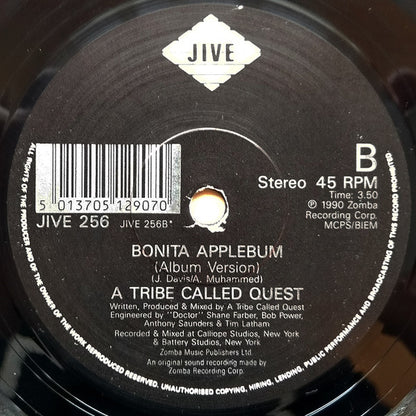 JIVE
5 013705 129070
JIVE 256 JIVE 256B*
B
Stereo 45 RPM
Time: 3.50
℗ 1990 Zomba
Recording Corp.
MCPS/BIEM
BONITA APPLEBUM
(Album Version)
(J. Davis/A. Muhammed)
A TRIBE CALLED QUEST
Written, Produced & Mixed by A Tribe Called Quest
Engineered by "Doctor" Shane Farber, Bob Power,
Anthony Saunders & Tim Latham
Recorded & Mixed at Calliope Studios, New York
& Battery Studios, New York
Zomba Music Publishers Ltd.
An original sound recording made by
Zomba Recording Corp.
ALL RIGHTS OF THE PRODUCER AND OF THE OWNER OF THE WORK REPRODUCED RESERVED. UNAUTHORISED COPYING, HIRING, LENDING, PUBLIC PERFORMANCE AND BROADCASTING OF THIS RECORD PROHIBITED.